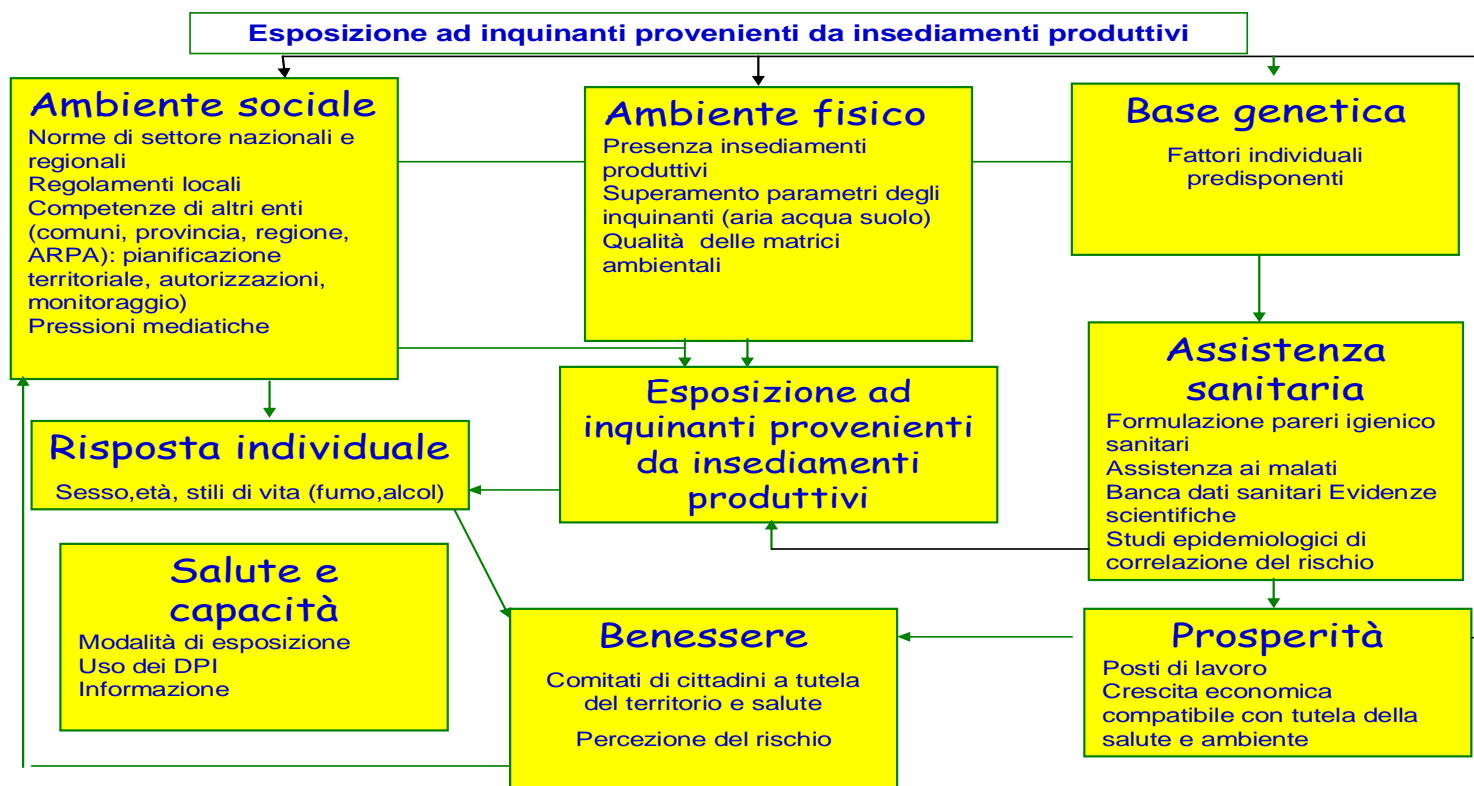 Esposizione ad inquinanti provenienti da insediamenti produttivi
Ambiente sociale
Norme di settore nazionali e
regionali
Regolamenti locali
Competenze di altri enti
(comuni, provincia, regione,
ARPA): pianificazione
territoriale, autorizzazioni,
monitoraggio)
Pressioni mediatiche
Ambiente fisico
Presenza insediamenti
produttivi
Superamento parametri degli
inquinanti (aria acqua suolo)
Qualità delle matrici
ambientali
Base genetica
Fattori individuali
predisponenti
Assistenza
sanitaria
Formulazione pareri igienico
sanitari
Assistenza ai malati
Banca dati sanitari Evidenze
scientifiche
Studi epidemiologici di
correlazione del rischio
Esposizione ad
inquinanti provenienti
da insediamenti
produttivi
Risposta individuale
Sesso,età, stili di vita (fumo,alcol)
Salute e
capacità
Modalità di esposizione
Uso dei DPI
Informazione
Benessere
Comitati di cittadini a tutela
del territorio e salute
Percezione del rischio
Prosperità
Posti di lavoro
Crescita economica
compatibile con tutela della
salute e ambiente